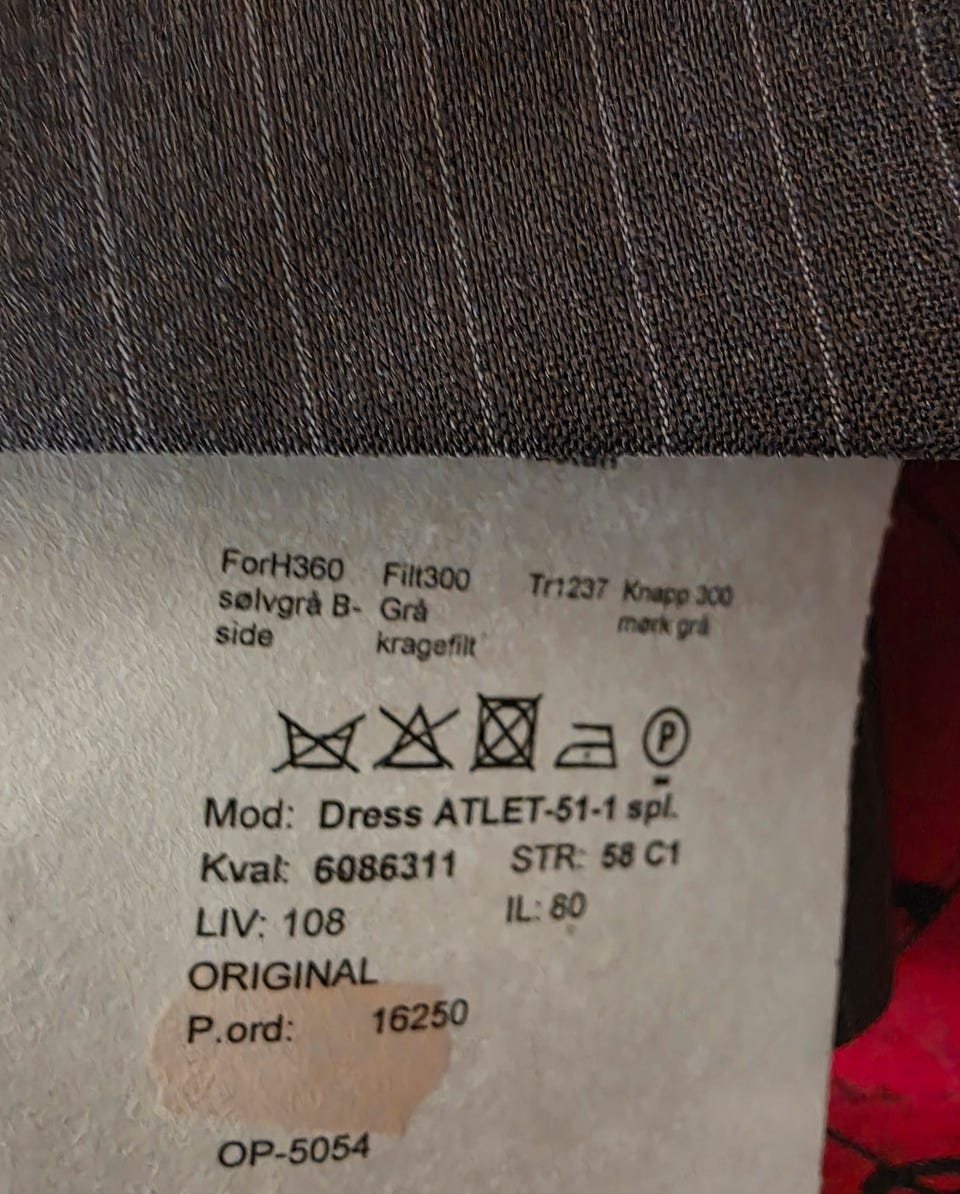 ForH360 Filt300 Tr1237 Knapp 300
sølvgrå B- Grå mørk grå
side kragefilt
P
Mod: Dress ATLET-51-1 spl.
Kval: 6086311 STR: 58 C1
LIV: 108 IL: 80
ORIGINAL
P.ord: 16250
OP-5054